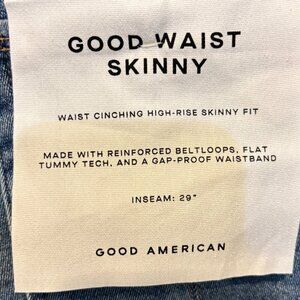 GOOD WAIST
SKINNY
WAIST CINCHING HIGH-RISE SKINNY FIT
MADE WITH REINFORCED BELTLOOPS, FLAT
TUMMY TECH, AND A GAP-PROOF WAISTBAND
INSEAM: 29"
GOOD AMERICAN